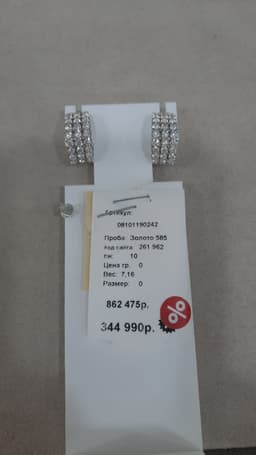 Артикул:
08101190242
Проба: Золото 585
Код сайта: 261 962
пк: 10
Цена гр. 0
Вес: 7,16
Размер: 0
862 475р.
344 990р.
%